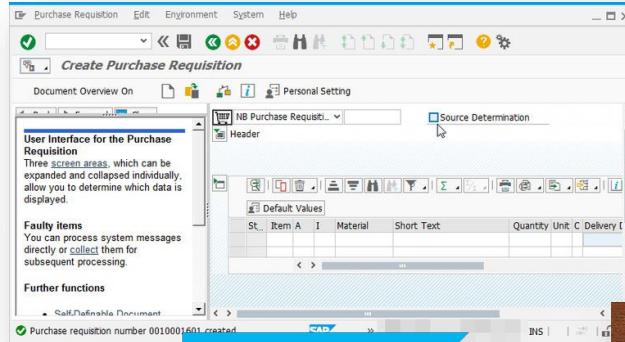 Purchase Requisition Edit Environment System Help
Create Purchase Requisition
Document Overview On Personal Setting
NB Purchase Requisiti... Source Determination
Header
User Interface for the Purchase
Requisition
Three screen areas, which can be
expanded and collapsed individually,
allow you to determine which data is
displayed.
Faulty items
You can process system messages
directly or collect them for
subsequent processing.
Further functions
Self-Definable Document
Default Values
St... Item A I Material Short Text Quantity Unit C Delivery
Purchase requisition number 0010001601 created
SAP
INS